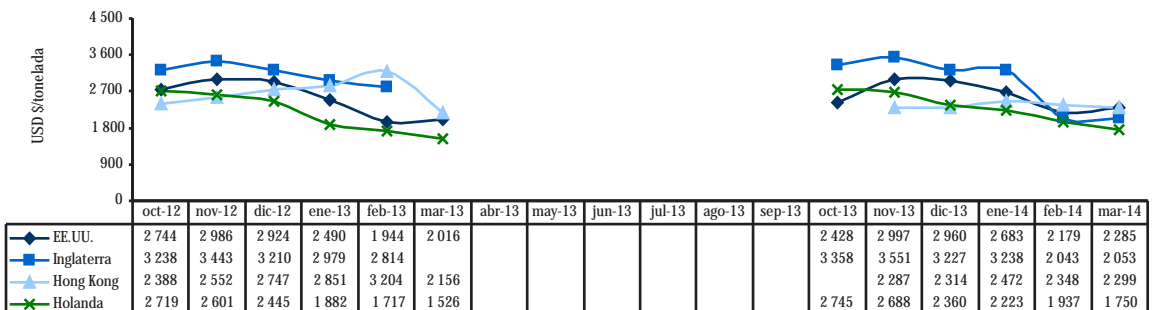 4 500
3 600
2 700
1 800
900
0
USD $/tonelada
oct-12 nov-12 dic-12 ene-13 feb-13 mar-13 abr-13 may-13 jun-13 jul-13 ago-13 sep-13 oct-13 nov-13 dic-13 ene-14 feb-14 mar-14
EE.UU. 2 744 2 986 2 924 2 490 1 944 2 016 2 428 2 997 2 960 2 683 2 179 2 285
Inglaterra 3 238 3 443 3 210 2 979 2 814 3 358 3 551 3 227 3 238 2 043 2 053
Hong Kong 2 388 2 552 2 747 2 851 3 204 2 156 2 287 2 314 2 472 2 348 2 299
Holanda 2 719 2 601 2 445 1 882 1 717 1 526 2 745 2 688 2 360 2 223 1 937 1 750